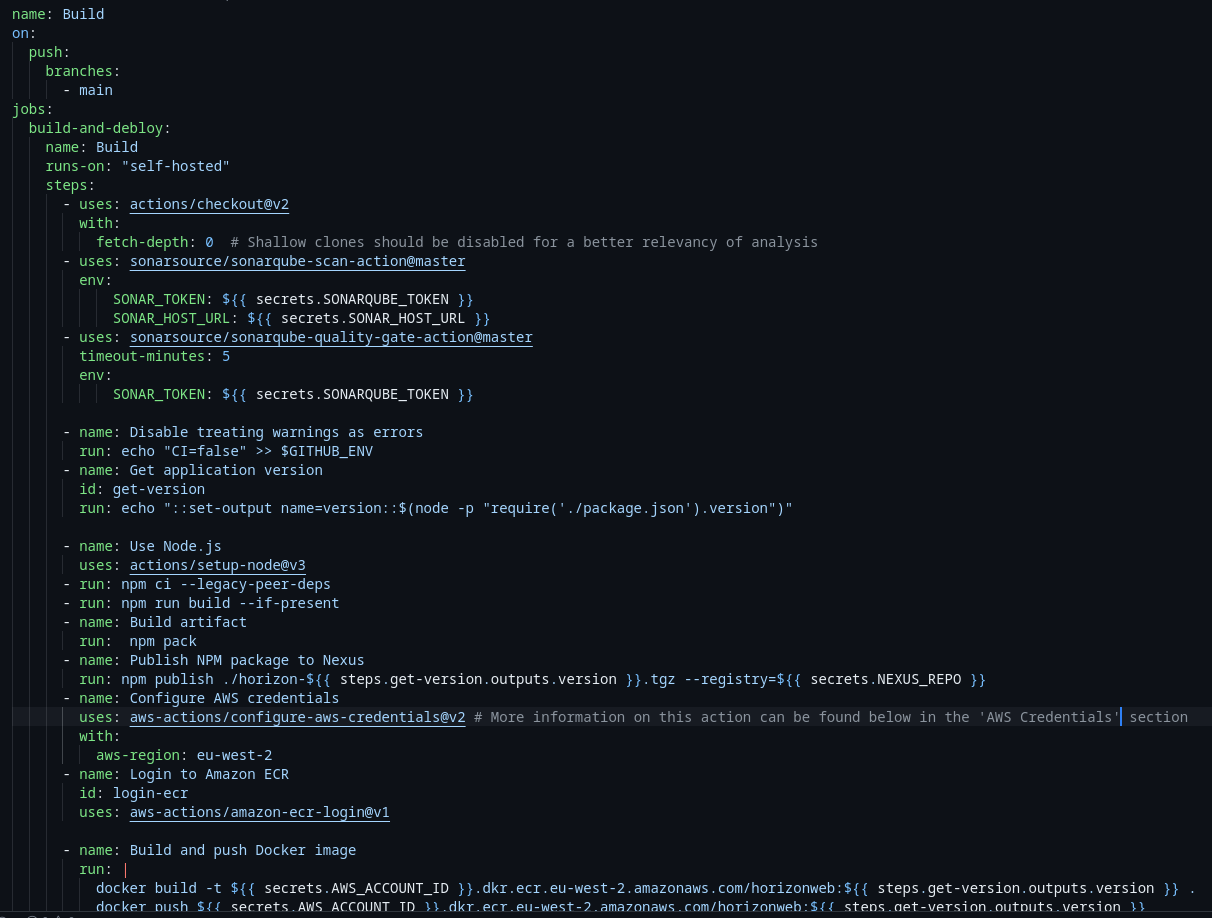 name: Build
on:
  push:
    branches:
      - main
jobs:
  build-and-debloy:
    name: Build
    runs-on: "self-hosted"
    steps:
      - uses: actions/checkout@v2
        with:
          fetch-depth: 0  # Shallow clones should be disabled for a better relevancy of analysis
      - uses: sonarsource/sonarqube-scan-action@master
        env:
            SONAR_TOKEN: ${{ secrets.SONARQUBE_TOKEN }}
            SONAR_HOST_URL: ${{ secrets.SONAR_HOST_URL }}
      - uses: sonarsource/sonarqube-quality-gate-action@master
        timeout-minutes: 5
        env:
            SONAR_TOKEN: ${{ secrets.SONARQUBE_TOKEN }}

      - name: Disable treating warnings as errors
        run: echo "CI=false" >> $GITHUB_ENV
      - name: Get application version
        id: get-version
        run: echo "::set-output name=version::$(node -p "require('./package.json').version")"

      - name: Use Node.js
        uses: actions/setup-node@v3
      - run: npm ci --legacy-peer-deps
      - run: npm run build --if-present
      - name: Build artifact
        run:  npm pack
      - name: Publish NPM package to Nexus
        run: npm publish ./horizon-${{ steps.get-version.outputs.version }}.tgz --registry=${{ secrets.NEXUS_REPO }}
      - name: Configure AWS credentials
        uses: aws-actions/configure-aws-credentials@v2 # More information on this action can be found below in the 'AWS Credentials' section
        with:
          aws-region: eu-west-2
      - name: Login to Amazon ECR
        id: login-ecr
        uses: aws-actions/amazon-ecr-login@v1

      - name: Build and push Docker image
        run: |
          docker build -t ${{ secrets.AWS_ACCOUNT_ID }}.dkr.ecr.eu-west-2.amazonaws.com/horizonweb:${{ steps.get-version.outputs.version }} .
          docker push ${{ secrets.AWS_ACCOUNT_ID }}.dkr.ecr.eu-west-2.amazonaws.com/horizonweb:${{ steps.get-version.outputs.version }}